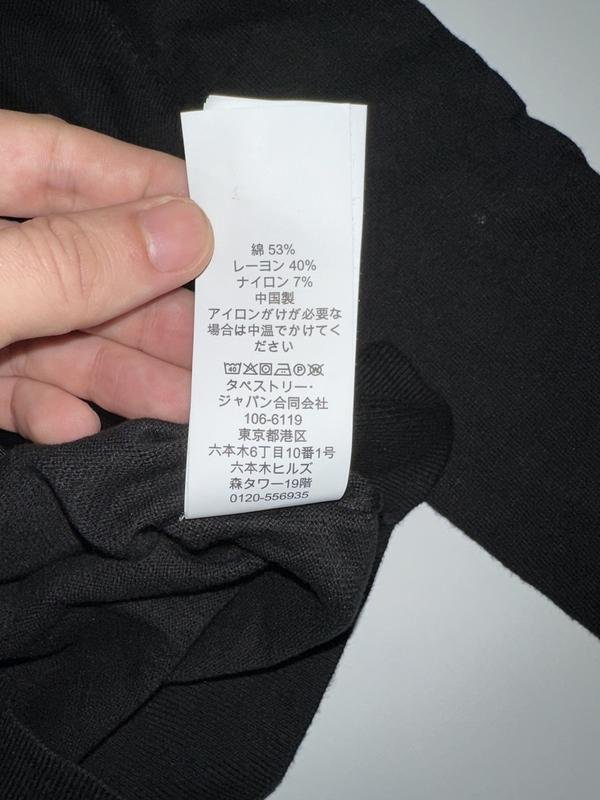 綿 53%
レーヨン 40%
ナイロン 7%
中国製
アイロンがけが必要な
場合は中温でかけてく
ださい
40 P W
タペストリー・
ジャパン合同会社
106-6119
東京都港区
六本木6丁目10番1号
六本木ヒルズ
森タワー19階
0120-556935